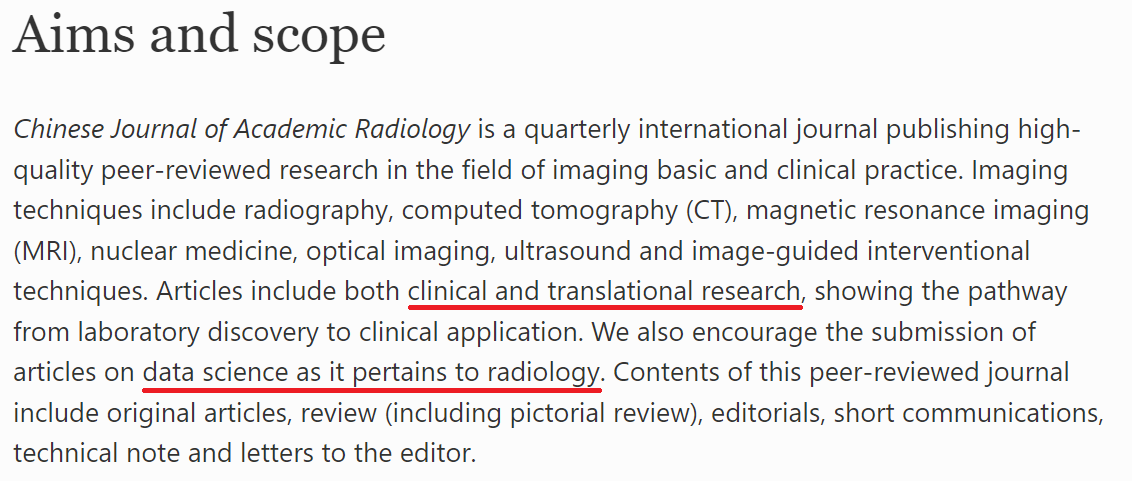 Aims and scope
Chinese Journal of Academic Radiology is a quarterly international journal publishing high-
quality peer-reviewed research in the field of imaging basic and clinical practice. Imaging
techniques include radiography, computed tomography (CT), magnetic resonance imaging
(MRI), nuclear medicine, optical imaging, ultrasound and image-guided interventional
techniques. Articles include both clinical and translational research, showing the pathway
from laboratory discovery to clinical application. We also encourage the submission of
articles on data science as it pertains to radiology. Contents of this peer-reviewed journal
include original articles, review (including pictorial review), editorials, short communications,
technical note and letters to the editor.